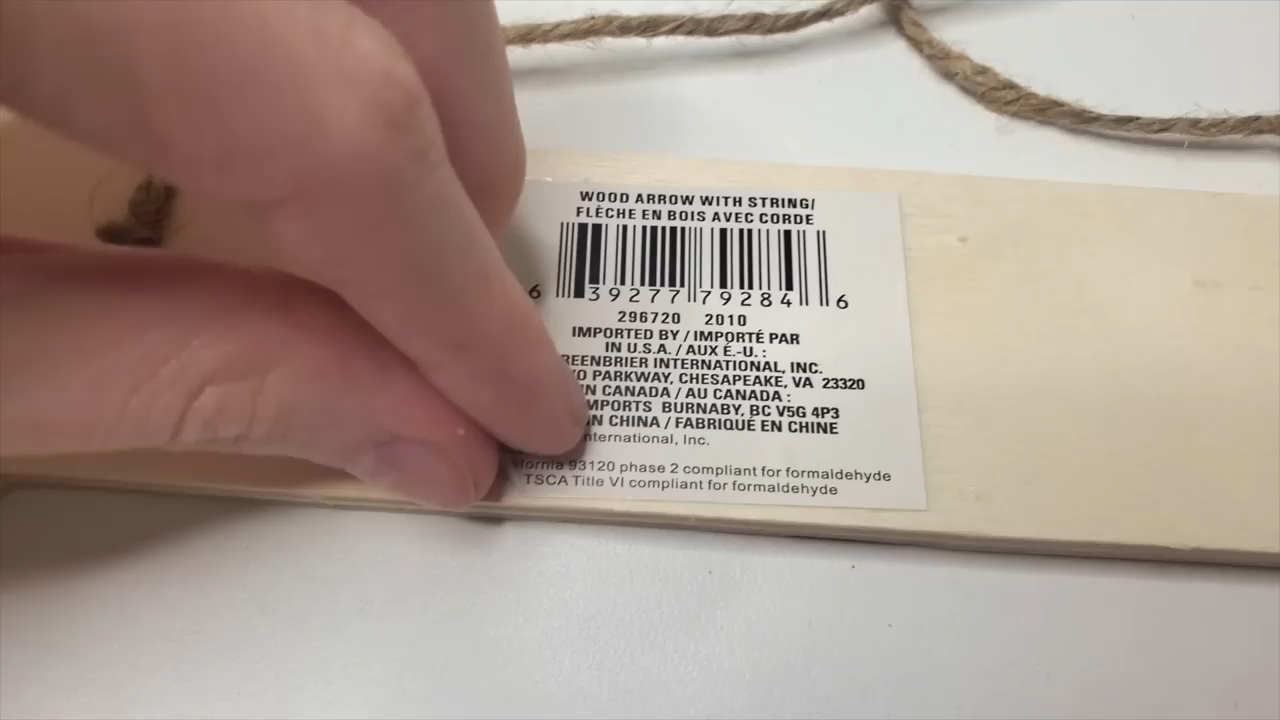 WOOD ARROW WITH STRING/
FLÈCHE EN BOIS AVEC CORDE
6 39277 79284 6
296720 2010
IMPORTED BY / IMPORTÉ PAR
IN U.S.A. / AUX É.-U. :
INTERNATIONAL, INC.
PARKWAY, CHESAPEAKE, VA 23320
IN CANADA / AU CANADA :
BURNABY, BC V5G 4P3
IN CHINA / FABRIQUÉ EN CHINE
Inc.
93120 phase 2 compliant for formaldehyde
TSCA Title VI compliant for formaldehyde